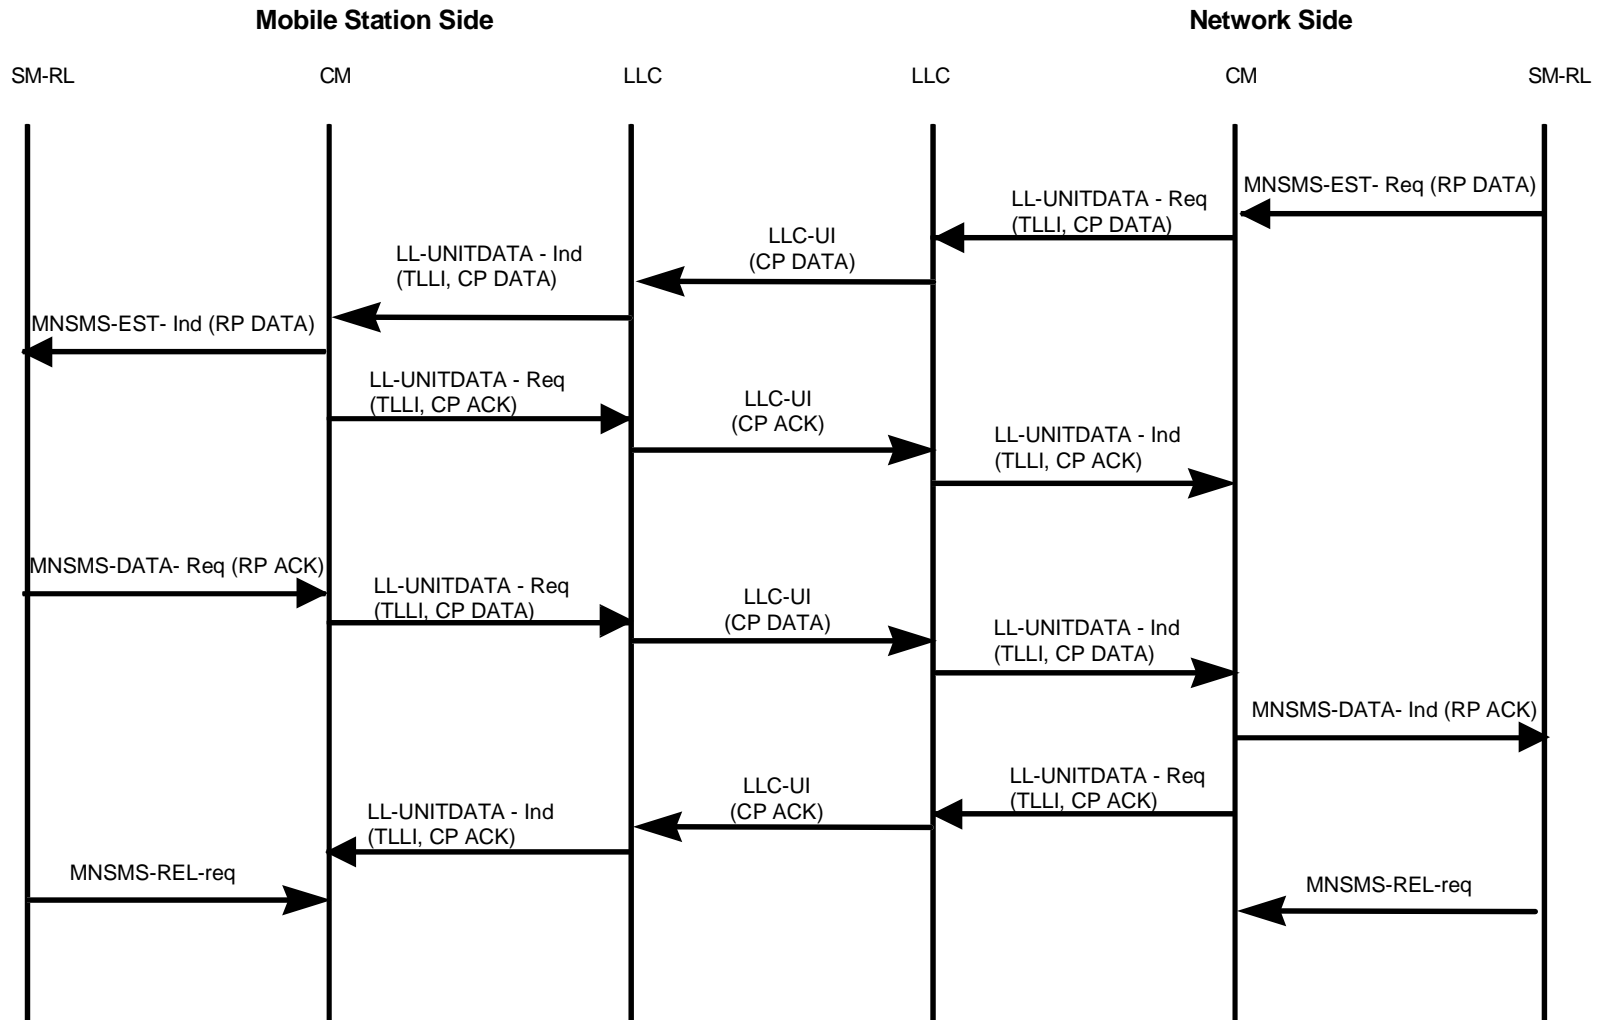 Mobile Station Side
Network Side
SM-RL
CM
LLC
LLC
CM
SM-RL
MNSMS-EST- Req (RP DATA)
LL-UNITDATA - Req
(TLLI, CP DATA)
LLC-UI
(CP DATA)
LL-UNITDATA - Ind
(TLLI, CP DATA)
MNSMS-EST- Ind (RP DATA)
LL-UNITDATA - Req
(TLLI, CP ACK)
LLC-UI
(CP ACK)
LL-UNITDATA - Ind
(TLLI, CP ACK)
MNSMS-DATA- Req (RP ACK)
LL-UNITDATA - Req
(TLLI, CP DATA)
LLC-UI
(CP DATA)
LL-UNITDATA - Ind
(TLLI, CP DATA)
MNSMS-DATA- Ind (RP ACK)
LL-UNITDATA - Req
(TLLI, CP ACK)
LLC-UI
(CP ACK)
LL-UNITDATA - Ind
(TLLI, CP ACK)
MNSMS-REL-req
MNSMS-REL-req